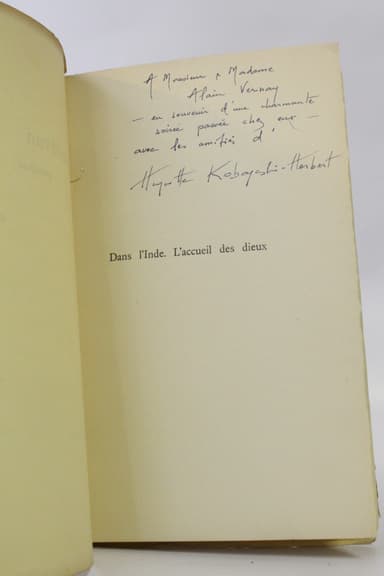 A Monsieur & Madame
Alain Vernay
– en souvenir d'une charmante
soirée passée chez eux –
avec les amitiés d'
Huguette Kobayashi-Herbert
Dans l'Inde. L'accueil des dieux